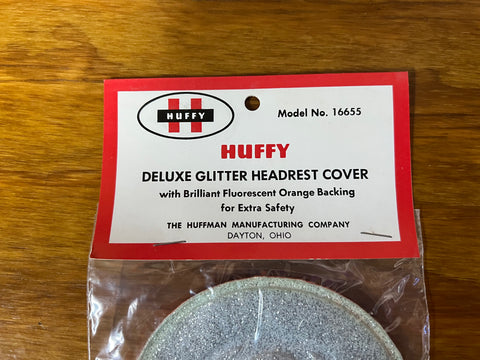 HUFFY
Model No. 16655
HUFFY
DELUXE GLITTER HEADREST COVER
with Brilliant Fluorescent Orange Backing
for Extra Safety
THE HUFFMAN MANUFACTURING COMPANY
DAYTON, OHIO